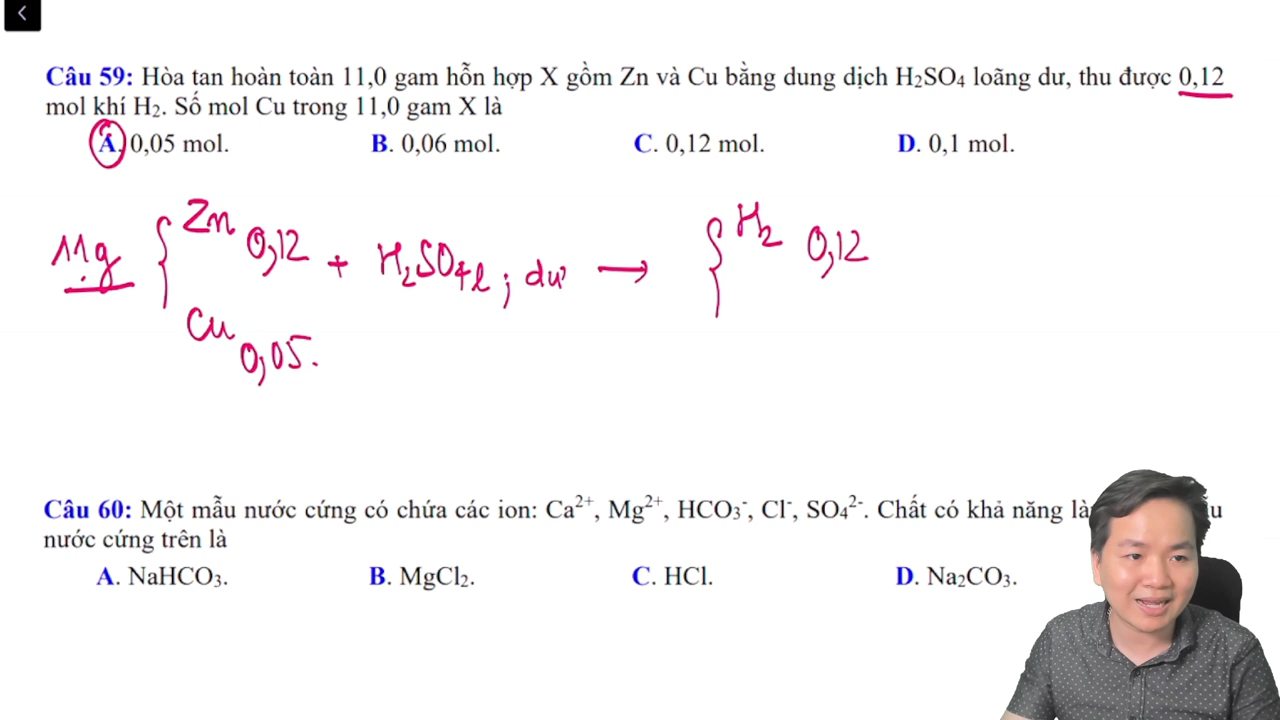 Câu 59: Hòa tan hoàn toàn 11,0 gam hỗn hợp X gồm Zn và Cu bằng dung dịch H₂SO₄ loãng dư, thu được 0,12
mol khí H₂. Số mol Cu trong 11,0 gam X là
A. 0,05 mol. B. 0,06 mol. C. 0,12 mol. D. 0,1 mol.
Zn 0,12
11g + H₂SO₄ l; dư → H₂ 0,12
Cu 0,05.
Câu 60: Một mẫu nước cứng có chứa các ion: Ca²⁺, Mg²⁺, HCO₃⁻, Cl⁻, SO₄²⁻. Chất có khả năng
nước cứng trên là
A. NaHCO₃. B. MgCl₂. C. HCl. D. Na₂CO₃.